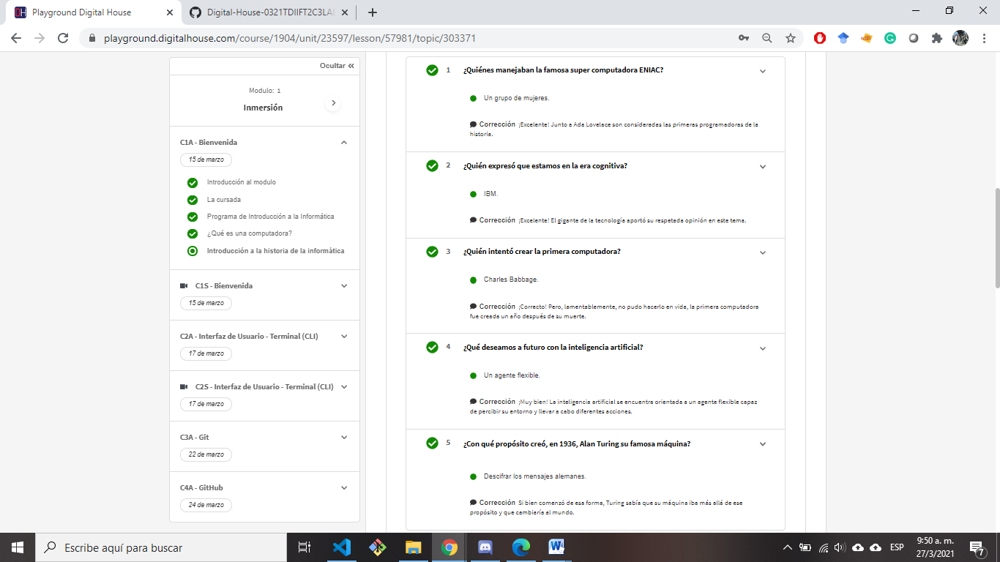 Playground Digital House
Digital-House-0321TDIIFT2C3LAE
playground.digitalhouse.com/course/1904/unit/23597/lesson/57981/topic/303371
Ocultar
Modulo: 1
Inmersión
C1A - Bienvenida
15 de marzo
Introducción al modulo
La cursada
Programa de Introducción a la Informática
¿Qué es una computadora?
Introducción a la historia de la informática
C1S - Bienvenida
15 de marzo
C2A - Interfaz de Usuario - Terminal (CLI)
17 de marzo
C2S - Interfaz de Usuario - Terminal (CLI)
17 de marzo
C3A - Git
22 de marzo
C4A - GitHub
24 de marzo
1 ¿Quiénes manejaban la famosa super computadora ENIAC?
Un grupo de mujeres.
Corrección ¡Excelente! Junto a Ada Lovelace son consideradas las primeras programadoras de la
historia.
2 ¿Quién expresó que estamos en la era cognitiva?
IBM.
Corrección ¡Excelente! El gigante de la tecnología aportó su respetada opinión en este tema.
3 ¿Quién intentó crear la primera computadora?
Charles Babbage.
Corrección ¡Correcto! Pero, lamentablemente, no pudo hacerlo en vida, la primera computadora
fue creada un año después de su muerte.
4 ¿Qué deseamos a futuro con la inteligencia artificial?
Un agente flexible.
Corrección ¡Muy bien! La inteligencia artificial se encuentra orientada a un agente flexible capaz
de percibir su entorno y llevar a cabo diferentes acciones.
5 ¿Con qué propósito creó, en 1936, Alan Turing su famosa máquina?
Descifrar los mensajes alemanes.
Corrección Si bien comenzó de esa forma, Turing sabía que su máquina iba más allá de ese
propósito y que cambiaría al mundo.
Escribe aquí para buscar
ESP
9:50 a. m.
27/3/2021
7